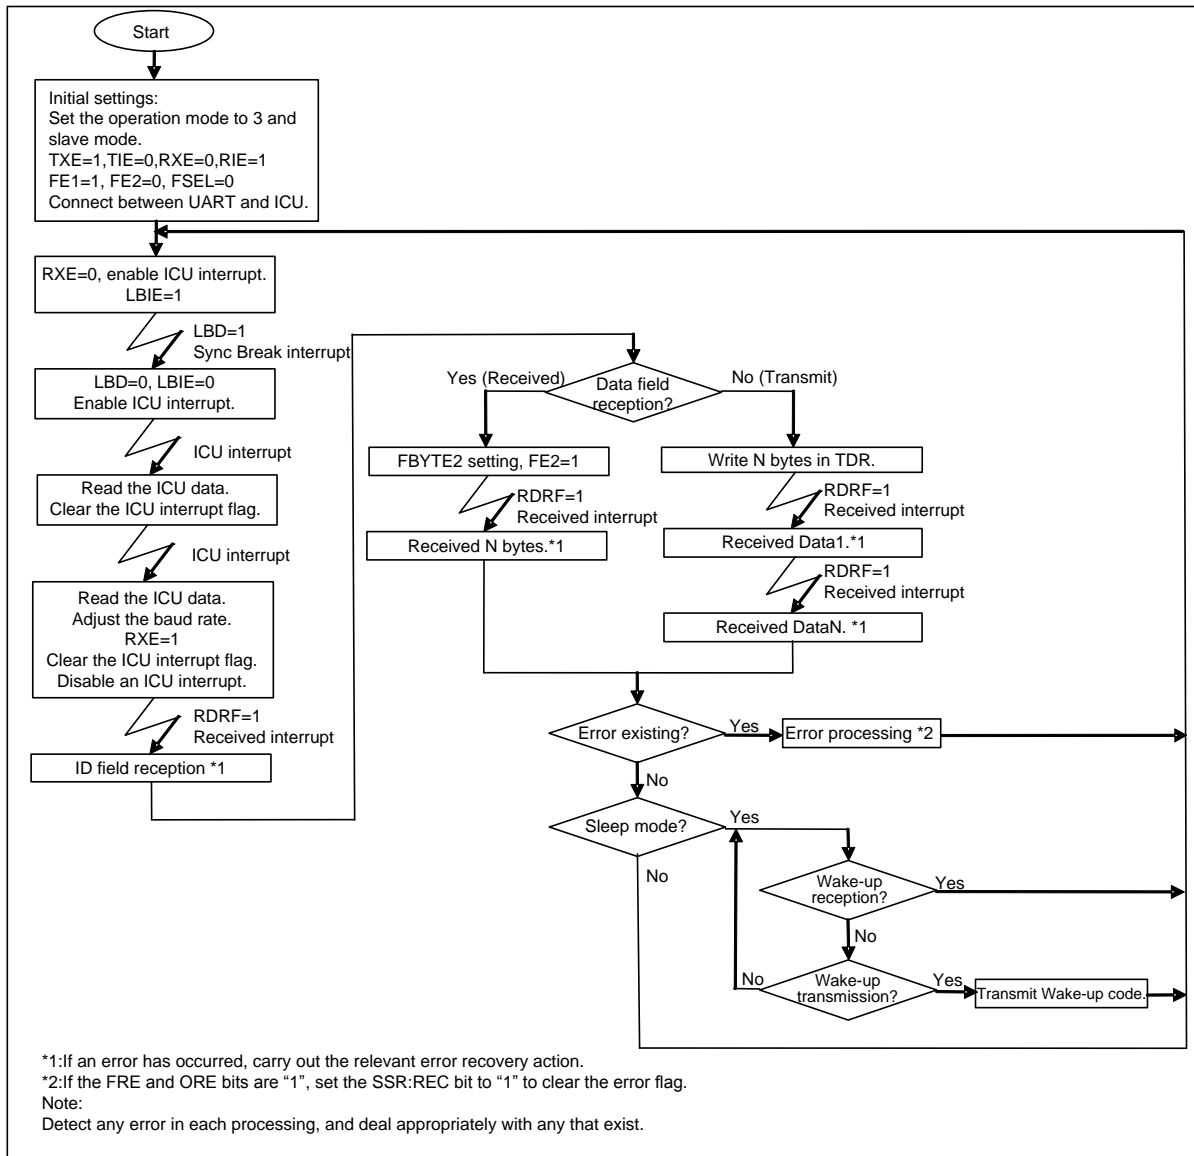 Start
Initial settings:
Set the operation mode to 3 and
slave mode.
TXE=1,TIE=0,RXE=0,RIE=1
FE1=1, FE2=0, FSEL=0
Connect between UART and ICU.
RXE=0, enable ICU interrupt.
LBIE=1
LBD=1
Sync Break interrupt
LBD=0, LBIE=0
Enable ICU interrupt.
ICU interrupt
Read the ICU data.
Clear the ICU interrupt flag.
ICU interrupt
Read the ICU data.
Adjust the baud rate.
RXE=1
Clear the ICU interrupt flag.
Disable an ICU interrupt.
RDRF=1
Received interrupt
ID field reception *1
Data field
reception?
Yes (Received)
No (Transmit)
FBYTE2 setting, FE2=1
RDRF=1
Received interrupt
Received N bytes.*1
Write N bytes in TDR.
RDRF=1
Received interrupt
Received Data1.*1
RDRF=1
Received interrupt
Received DataN. *1
Error existing?
Yes
Error processing *2
No
Sleep mode?
Yes
No
Wake-up
reception?
Yes
No
Wake-up
transmission?
No
Yes
Transmit Wake-up code.
*1:If an error has occurred, carry out the relevant error recovery action.
*2:If the FRE and ORE bits are “1”, set the SSR:REC bit to “1” to clear the error flag.
Note:
Detect any error in each processing, and deal appropriately with any that exist.